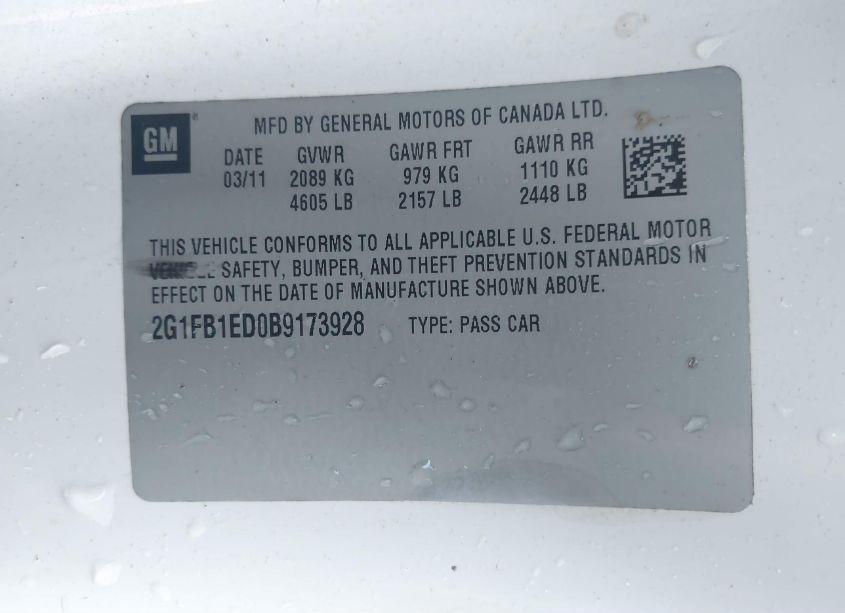 GM
MFD BY GENERAL MOTORS OF CANADA LTD.
DATE GVWR GAWR FRT GAWR RR
03/11 2089 KG 979 KG 1110 KG
4605 LB 2157 LB 2448 LB
THIS VEHICLE CONFORMS TO ALL APPLICABLE U.S. FEDERAL MOTOR
VEHICLE SAFETY, BUMPER, AND THEFT PREVENTION STANDARDS IN
EFFECT ON THE DATE OF MANUFACTURE SHOWN ABOVE.
2G1FB1ED0B9173928 TYPE: PASS CAR